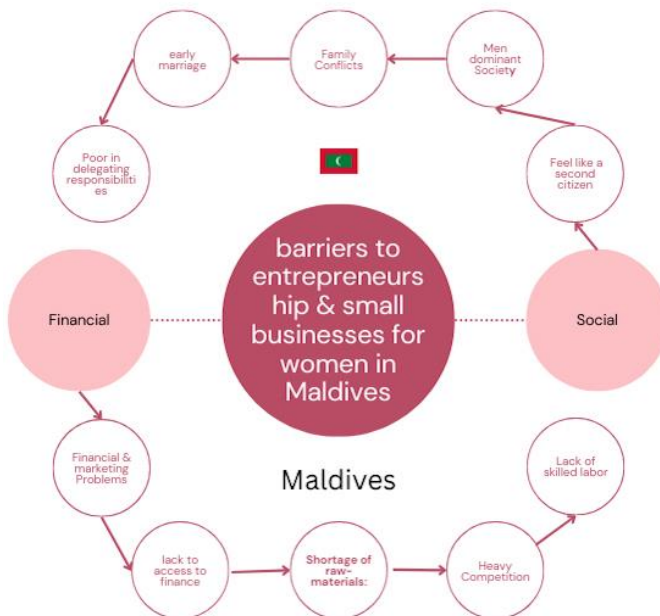 early
marriage
Family
Conflicts
Men
dominant
Society
Poor in
delegating
responsibiliti
es
Feel like a
second
citizen
barriers to
entrepreneurs
hip & small
businesses for
women in
Maldives
Financial
Social
Financial &
marketing
Problems
Maldives
Lack of
skilled labor
lack to
access to
finance
Shortage of
raw-
materials:
Heavy
Competition